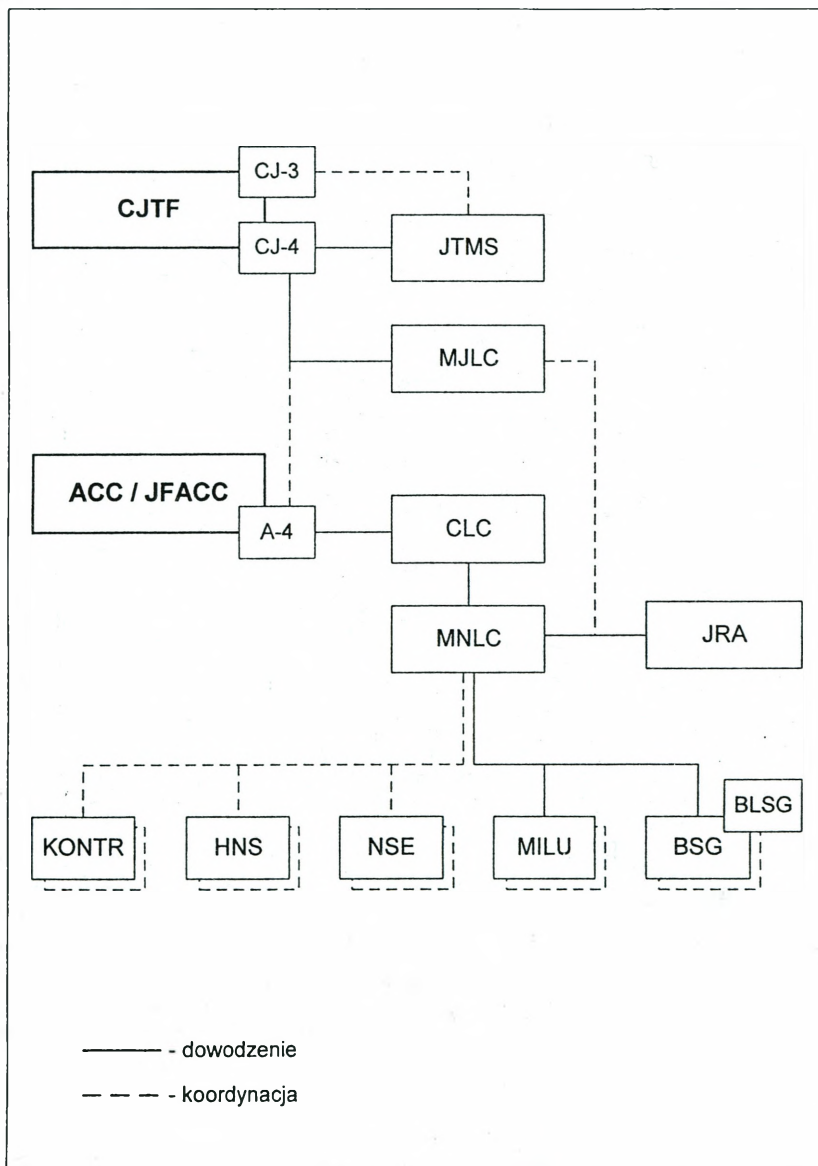 CJ-3
CJTF
CJ-4
JTMS
MJLC
ACC / JFACC
A-4
CLC
MNLC
JRA
BLSG
KONTR
HNS
NSE
MILU
BSG
- dowodzenie
- koordynacja